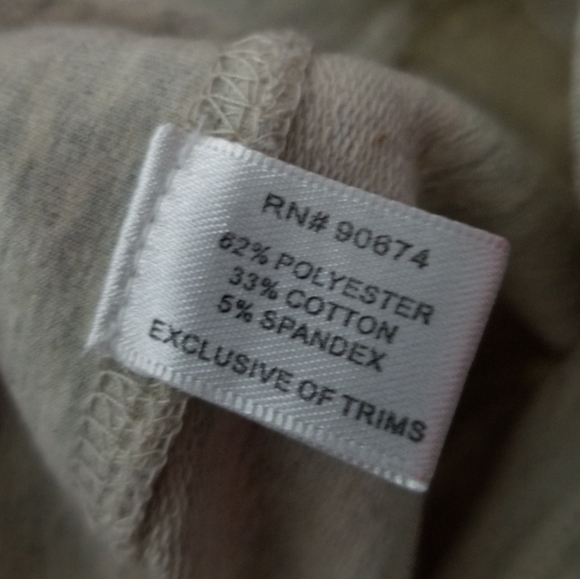 RN# 90674
62% POLYESTER
33% COTTON
5% SPANDEX
EXCLUSIVE OF TRIMS